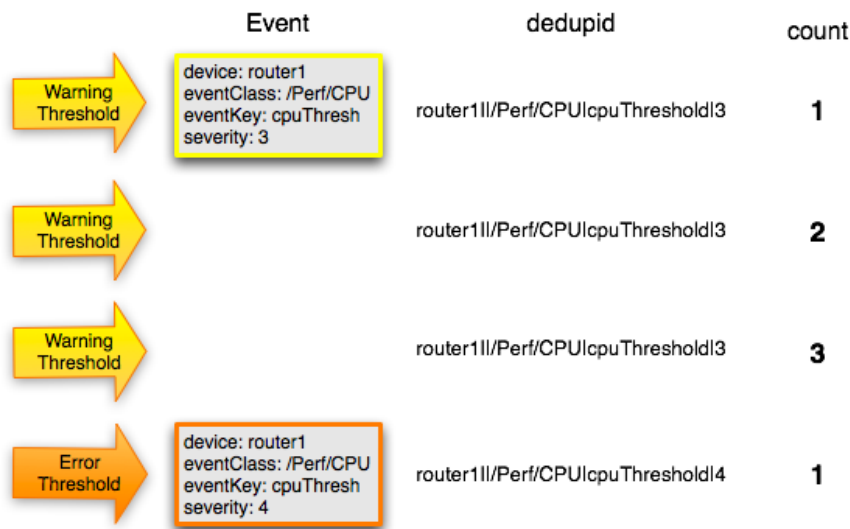 Event dedupid count
Warning
Threshold
device: router1
eventClass: /Perf/CPU
eventKey: cpuThresh
severity: 3
router1||/Perf/CPU|cpuThreshold|3
1
Warning
Threshold
router1||/Perf/CPU|cpuThreshold|3
2
Warning
Threshold
router1||/Perf/CPU|cpuThreshold|3
3
Error
Threshold
device: router1
eventClass: /Perf/CPU
eventKey: cpuThresh
severity: 4
router1||/Perf/CPU|cpuThreshold|4
1